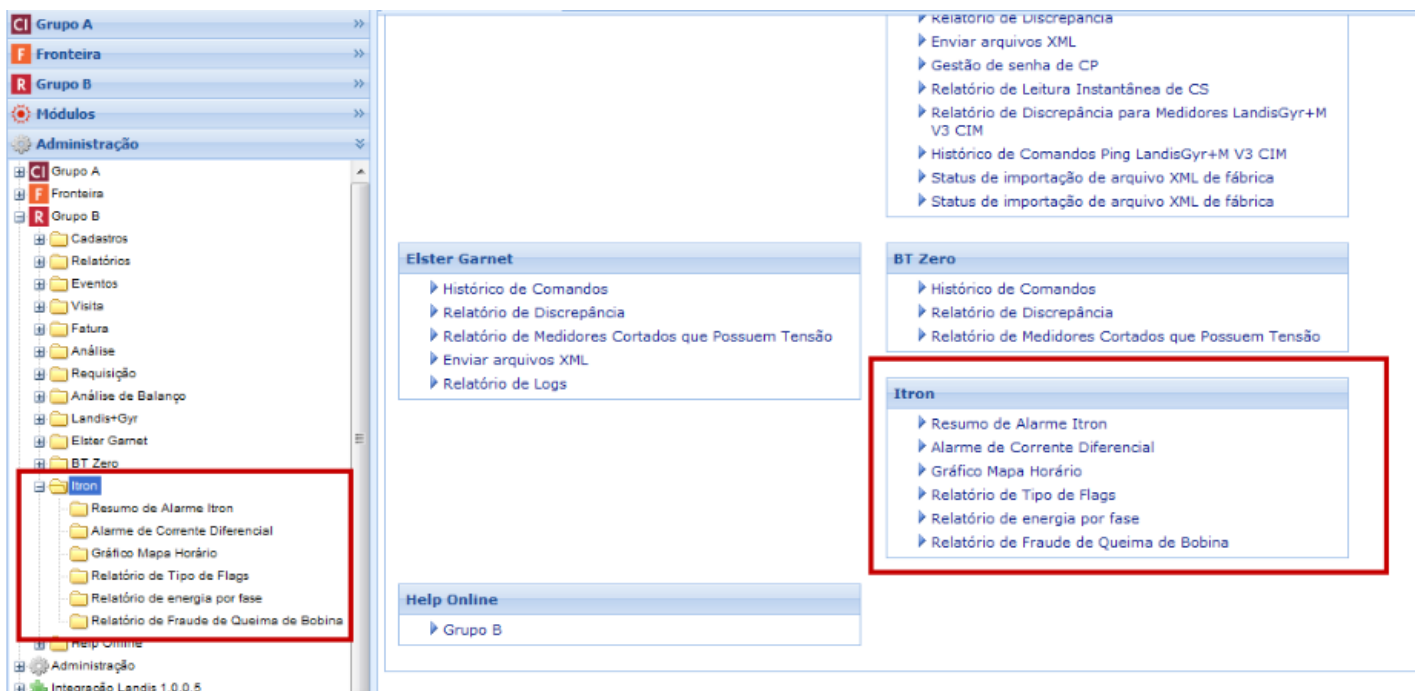 CI Grupo A
F Fronteira
R Grupo B
Módulos
Administração
CI Grupo A
F Fronteira
R Grupo B
Cadastros
Relatórios
Eventos
Visita
Fatura
Análise
Requisição
Análise de Balanço
Landis+Gyr
Elster Garnet
BT Zero
Itron
Resumo de Alarme Itron
Alarme de Corrente Diferencial
Gráfico Mapa Horário
Relatório de Tipo de Flags
Relatório de energia por fase
Relatório de Fraude de Queima de Bobina
Help Online
Administração
Integração Landis 1.0.0.5
Relatório de Discrepância
Enviar arquivos XML
Gestão de senha de CP
Relatório de Leitura Instantânea de CS
Relatório de Discrepância para Medidores LandisGyr+M
V3 CIM
Histórico de Comandos Ping LandisGyr+M V3 CIM
Status de importação de arquivo XML de fábrica
Status de importação de arquivo XML de fábrica
Elster Garnet
Histórico de Comandos
Relatório de Discrepância
Relatório de Medidores Cortados que Possuem Tensão
Enviar arquivos XML
Relatório de Logs
BT Zero
Histórico de Comandos
Relatório de Discrepância
Relatório de Medidores Cortados que Possuem Tensão
Itron
Resumo de Alarme Itron
Alarme de Corrente Diferencial
Gráfico Mapa Horário
Relatório de Tipo de Flags
Relatório de energia por fase
Relatório de Fraude de Queima de Bobina
Help Online
Grupo B